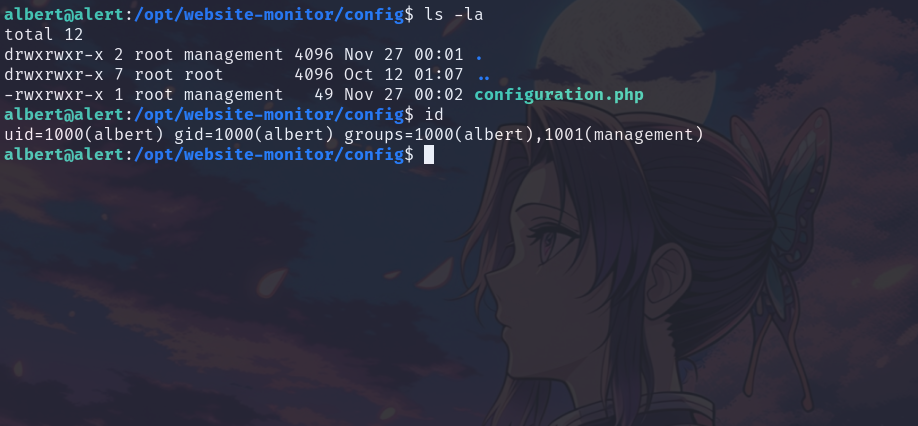 albert@alert:/opt/website-monitor/config$ ls -la
total 12
drwxrwxr-x 2 root management 4096 Nov 27 00:01 .
drwxrwxr-x 7 root root       4096 Oct 12 01:07 ..
-rwxrwxr-x 1 root management   49 Nov 27 00:02 configuration.php
albert@alert:/opt/website-monitor/config$ id
uid=1000(albert) gid=1000(albert) groups=1000(albert),1001(management)
albert@alert:/opt/website-monitor/config$